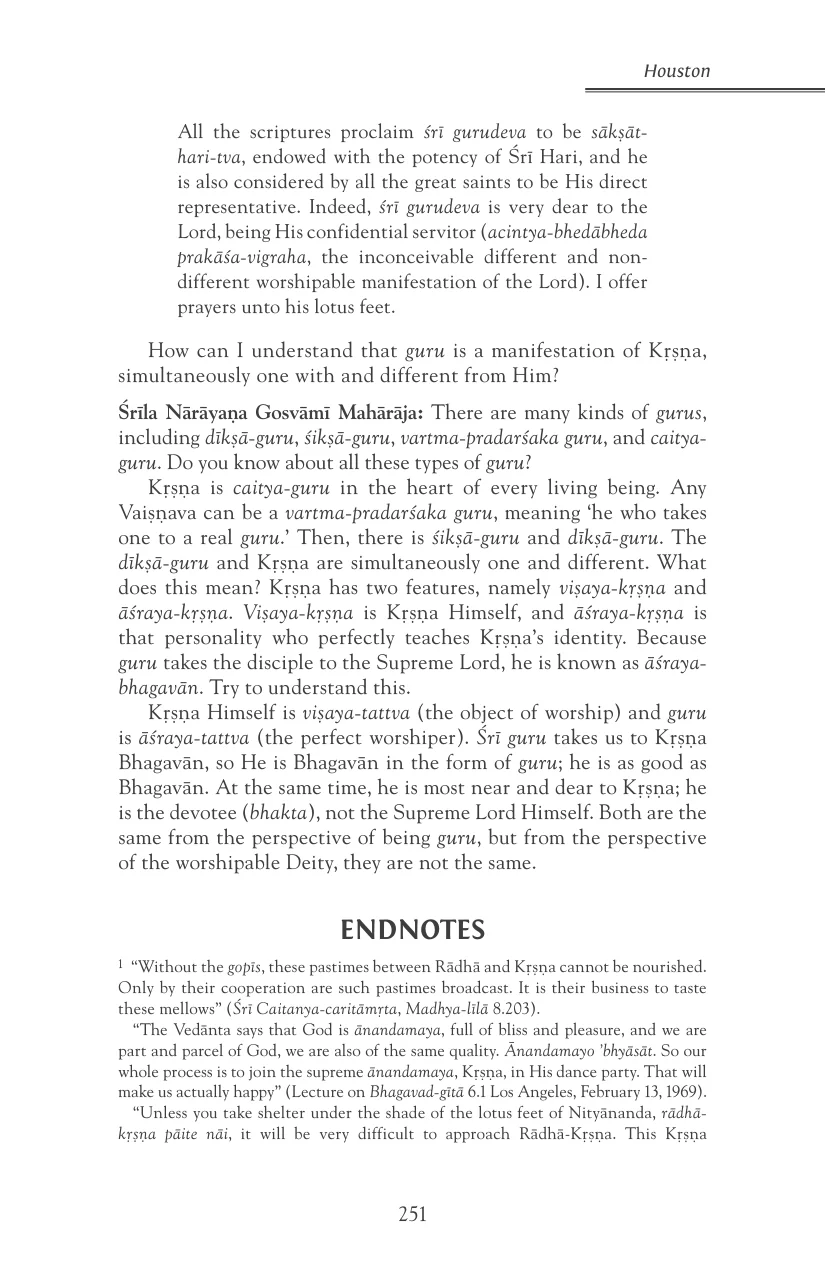 Houston
All the scriptures proclaim śrī gurudeva to be sākṣāt-
hari-tva, endowed with the potency of Śrī Hari, and he
is also considered by all the great saints to be His direct
representative. Indeed, śrī gurudeva is very dear to the
Lord, being His confidential servitor (acintya-bhedābheda
prakāśa-vigraha, the inconceivable different and non-
different worshipable manifestation of the Lord). I offer
prayers unto his lotus feet.
How can I understand that guru is a manifestation of Kṛṣṇa,
simultaneously one with and different from Him?
Śrīla Nārāyaṇa Gosvāmī Mahārāja: There are many kinds of gurus,
including dīkṣā-guru, śikṣā-guru, vartma-pradarśaka guru, and caitya-
guru. Do you know about all these types of guru?
Kṛṣṇa is caitya-guru in the heart of every living being. Any
Vaiṣṇava can be a vartma-pradarśaka guru, meaning ‘he who takes
one to a real guru.’ Then, there is śikṣā-guru and dīkṣā-guru. The
dīkṣā-guru and Kṛṣṇa are simultaneously one and different. What
does this mean? Kṛṣṇa has two features, namely viṣaya-kṛṣṇa and
āśraya-kṛṣṇa. Viṣaya-kṛṣṇa is Kṛṣṇa Himself, and āśraya-kṛṣṇa is
that personality who perfectly teaches Kṛṣṇa’s identity. Because
guru takes the disciple to the Supreme Lord, he is known as āśraya-
bhagavān. Try to understand this.
Kṛṣṇa Himself is viṣaya-tattva (the object of worship) and guru
is āśraya-tattva (the perfect worshiper). Śrī guru takes us to Kṛṣṇa
Bhagavān, so He is Bhagavān in the form of guru; he is as good as
Bhagavān. At the same time, he is most near and dear to Kṛṣṇa; he
is the devotee (bhakta), not the Supreme Lord Himself. Both are the
same from the perspective of being guru, but from the perspective
of the worshipable Deity, they are not the same.
ENDNOTES
1 “Without the gopīs, these pastimes between Rādhā and Kṛṣṇa cannot be nourished.
Only by their cooperation are such pastimes broadcast. It is their business to taste
these mellows” (Śrī Caitanya-caritāmṛta, Madhya-līlā 8.203).
“The Vedānta says that God is ānandamaya, full of bliss and pleasure, and we are
part and parcel of God, we are also of the same quality. Ānandamayo ’bhyāsāt. So our
whole process is to join the supreme ānandamaya, Kṛṣṇa, in His dance party. That will
make us actually happy” (Lecture on Bhagavad-gītā 6.1 Los Angeles, February 13, 1969).
“Unless you take shelter under the shade of the lotus feet of Nityānanda, rādhā-
kṛṣṇa pāite nāi, it will be very difficult to approach Rādhā-Kṛṣṇa. This Kṛṣṇa
251